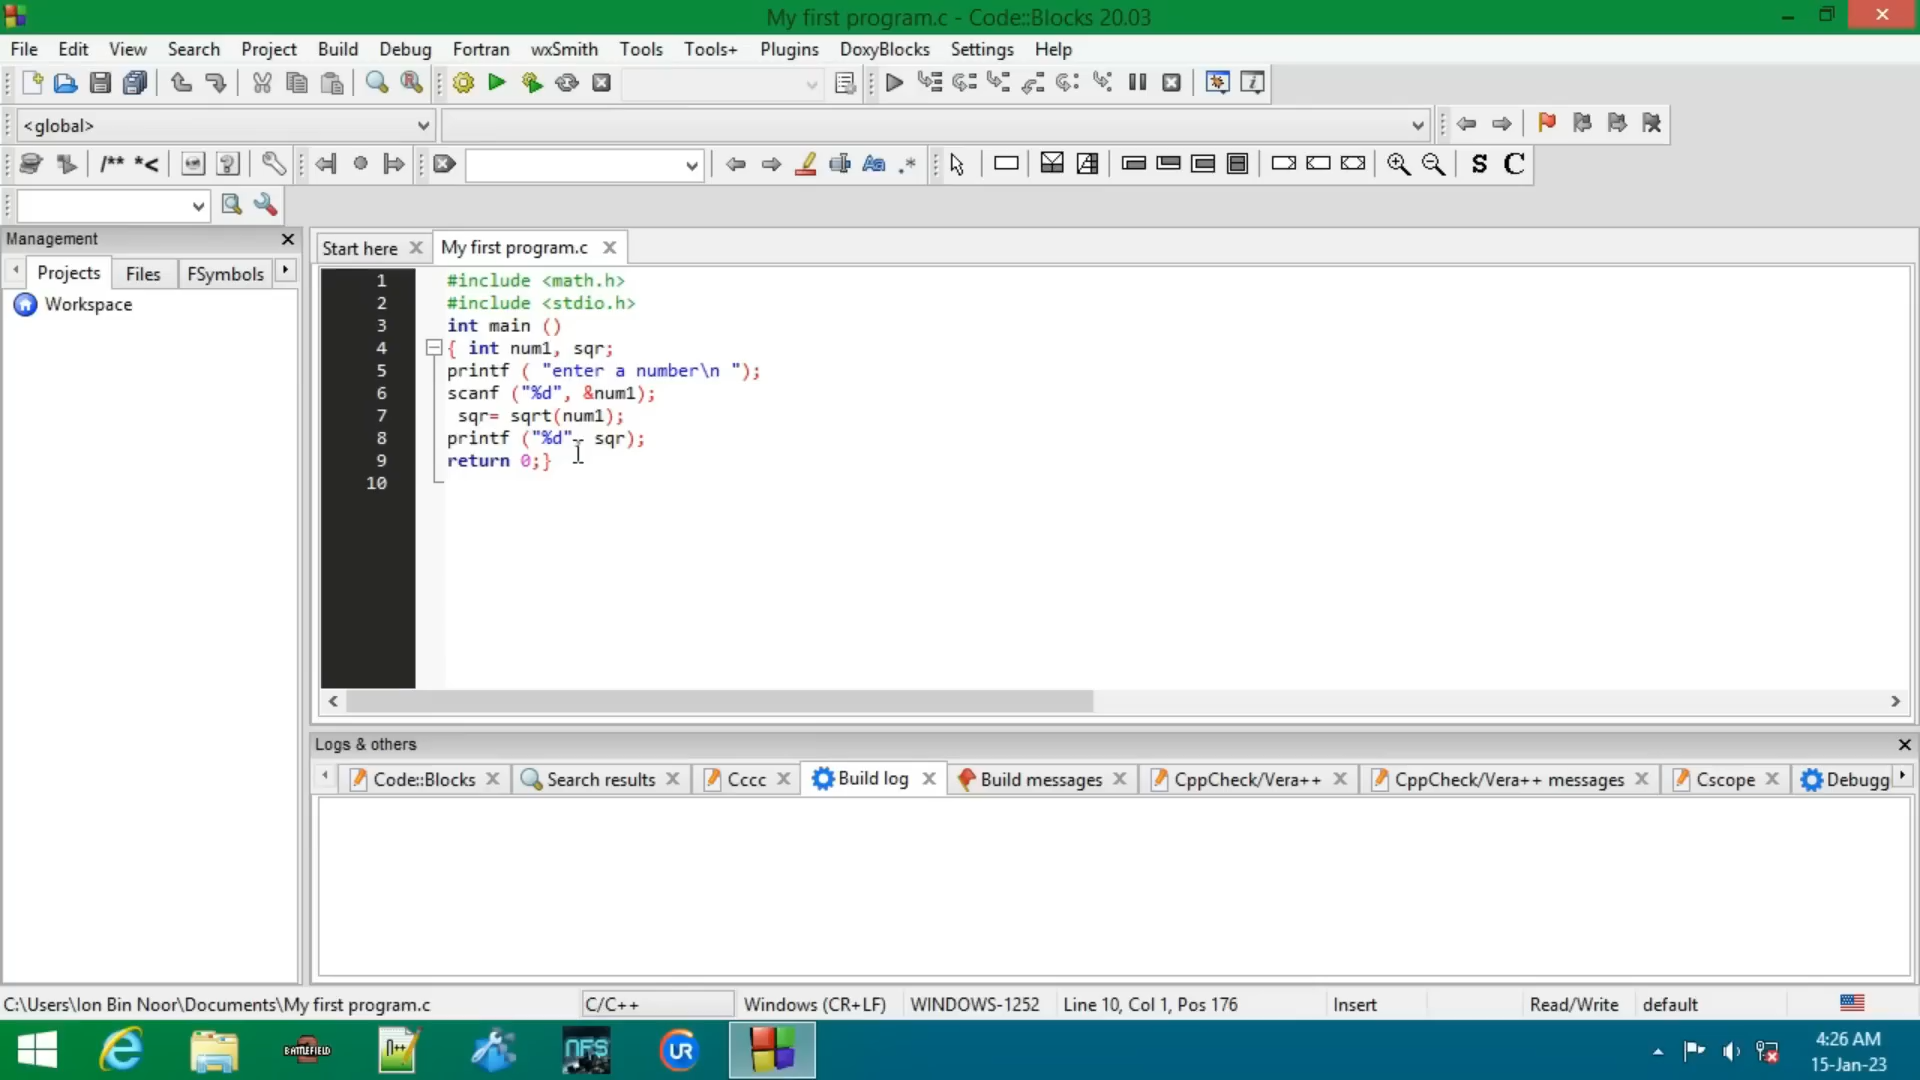 My first program.c - Code::Blocks 20.03
File Edit View Search Project Build Debug Fortran wxSmith Tools Tools+ Plugins DoxyBlocks Settings Help
<global>
/** *< Aa .* S C
Management
Projects Files FSymbols
Workspace
Start here My first program.c
1 #include <math.h>
2 #include <stdio.h>
3 int main ()
4 { int num1, sqr;
5 printf ( "enter a number\n ");
6 scanf ("%d", &num1);
7 sqr= sqrt(num1);
8 printf ("%d", sqr);
9 return 0;}
10
Logs & others
Code::Blocks Search results Cccc Build log Build messages CppCheck/Vera++ CppCheck/Vera++ messages Cscope Debugg
C:\Users\Ion Bin Noor\Documents\My first program.c C/C++ Windows (CR+LF) WINDOWS-1252 Line 10, Col 1, Pos 176 Insert Read/Write default
BATTLEFIELD N++ NFS UR
4:26 AM
15-Jan-23